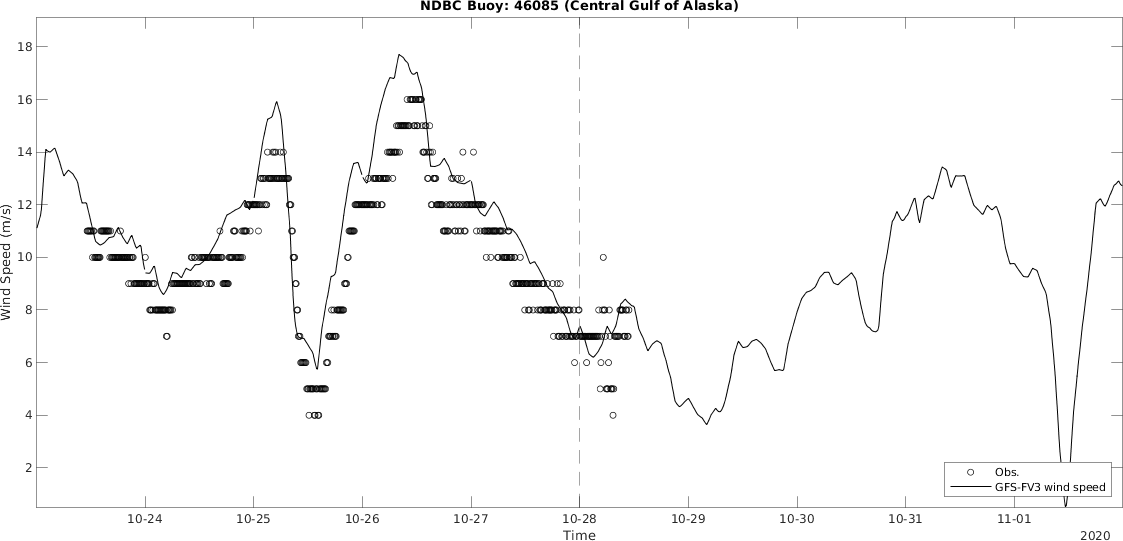 NDBC Buoy: 46085 (Central Gulf of Alaska)
18
16
14
12
10
8
6
4
2
Wind Speed (m/s)
Obs.
GFS-FV3 wind speed
10-24 10-25 10-26 10-27 10-28 10-29 10-30 10-31 11-01
Time
2020